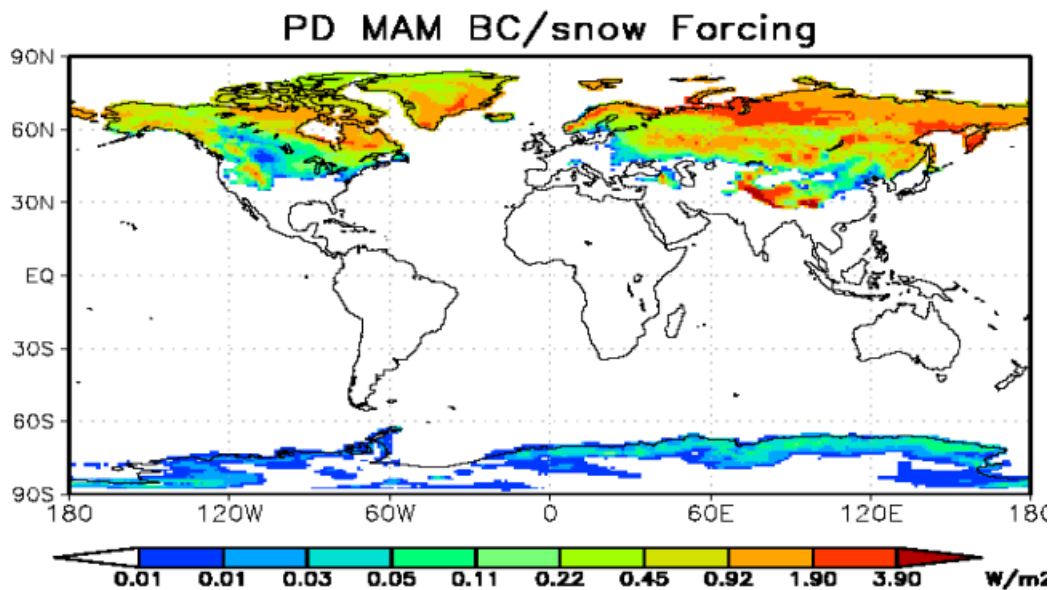 PD MAM BC/snow Forcing
90N
60N
30N
EQ
30S
60S
90S
180 120W 60W 0 60E 120E 180
0.01 0.01 0.03 0.05 0.11 0.22 0.45 0.92 1.90 3.90 W/m2